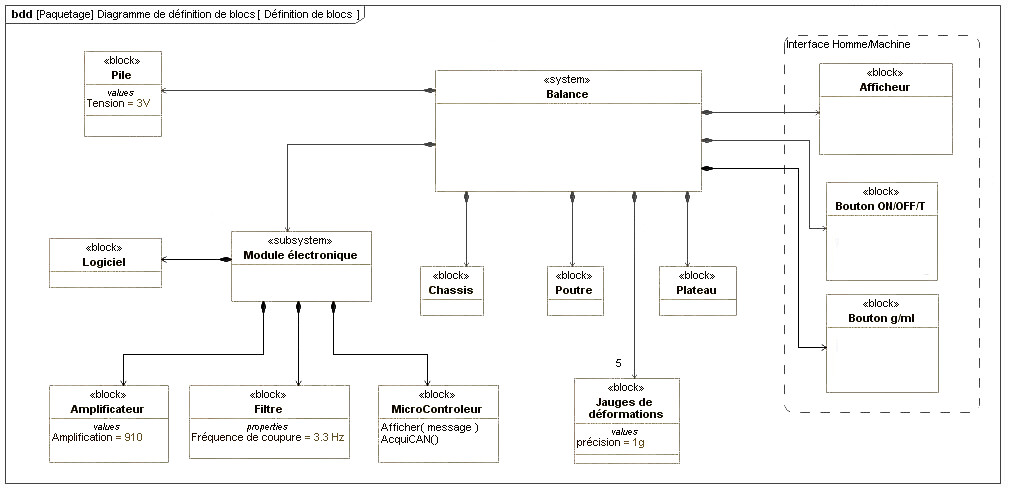 bdd [Paquetage] Diagramme de définition de blocs [ Définition de blocs ]
«block»
Pile
values
Tension = 3V
«system»
Balance
Interface Homme/Machine
«block»
Afficheur
«block»
Bouton ON/OFF/T
«block»
Bouton g/ml
«subsystem»
Module électronique
«block»
Logiciel
«block»
Chassis
«block»
Poutre
«block»
Plateau
5
«block»
Jauges de
déformations
values
précision = 1g
«block»
Amplificateur
values
Amplification = 910
«block»
Filtre
properties
Fréquence de coupure = 3.3 Hz
«block»
MicroControleur
Afficher( message )
AcquiCAN()